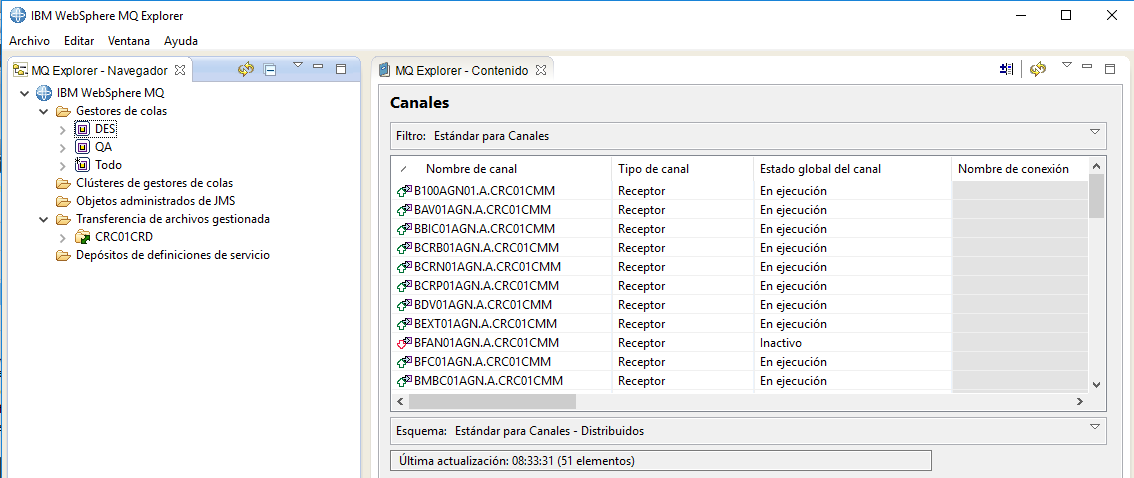 IBM WebSphere MQ Explorer
Archivo Editar Ventana Ayuda
MQ Explorer - Navegador
IBM WebSphere MQ
Gestores de colas
DES
QA
Todo
Clústeres de gestores de colas
Objetos administrados de JMS
Transferencia de archivos gestionada
CRC01CRD
Depósitos de definiciones de servicio
MQ Explorer - Contenido
Canales
Filtro: Estándar para Canales
Nombre de canal Tipo de canal Estado global del canal Nombre de conexión
B100AGN01.A.CRC01CMM Receptor En ejecución
BAV01AGN.A.CRC01CMM Receptor En ejecución
BBIC01AGN.A.CRC01CMM Receptor En ejecución
BCRB01AGN.A.CRC01CMM Receptor En ejecución
BCRN01AGN.A.CRC01CMM Receptor En ejecución
BCRP01AGN.A.CRC01CMM Receptor En ejecución
BDV01AGN.A.CRC01CMM Receptor En ejecución
BEXT01AGN.A.CRC01CMM Receptor En ejecución
BFAN01AGN.A.CRC01CMM Receptor Inactivo
BFC01AGN.A.CRC01CMM Receptor En ejecución
BMBC01AGN.A.CRC01CMM Receptor En ejecución
Esquema: Estándar para Canales - Distribuidos
Última actualización: 08:33:31 (51 elementos)